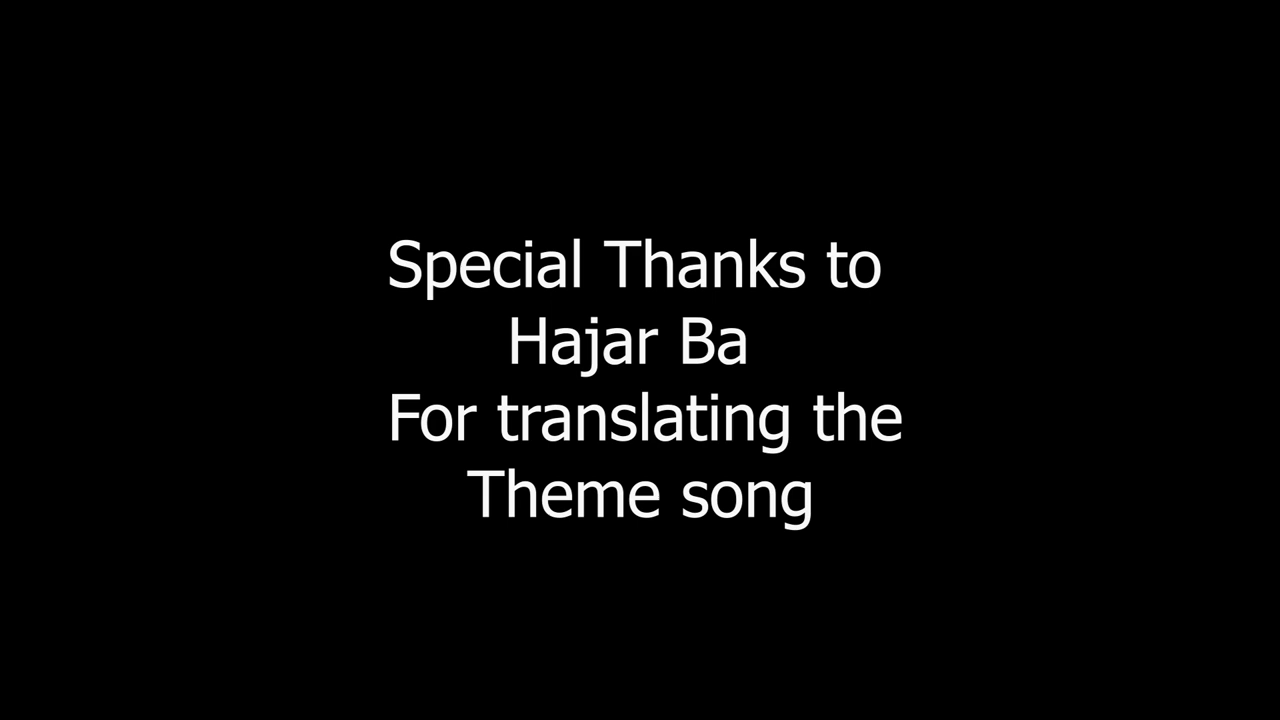 Special Thanks to
Hajar Ba
For translating the
Theme song